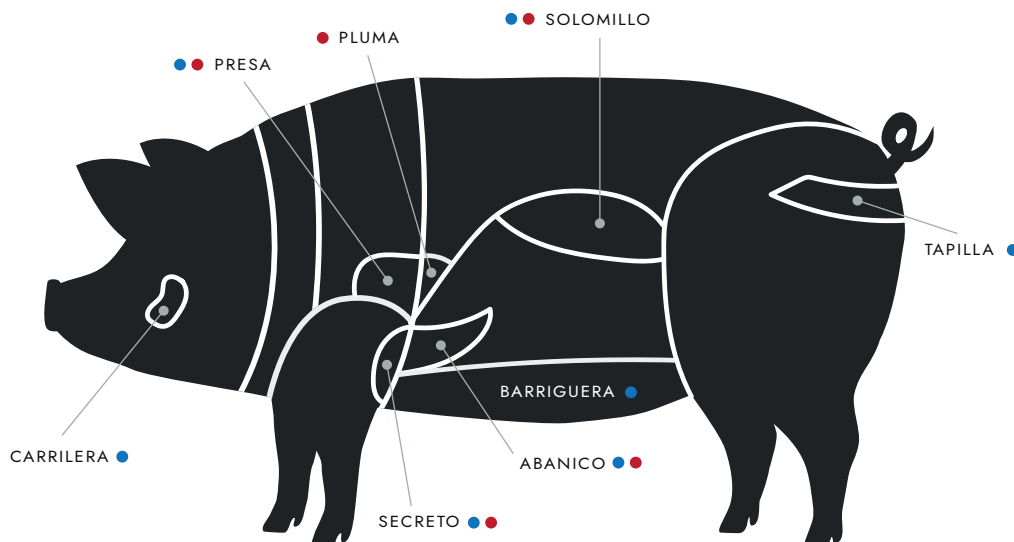 SOLOMILLO
PLUMA
PRESA
TAPILLA
BARRIGUERA
CARRILERA
ABANICO
SECRETO